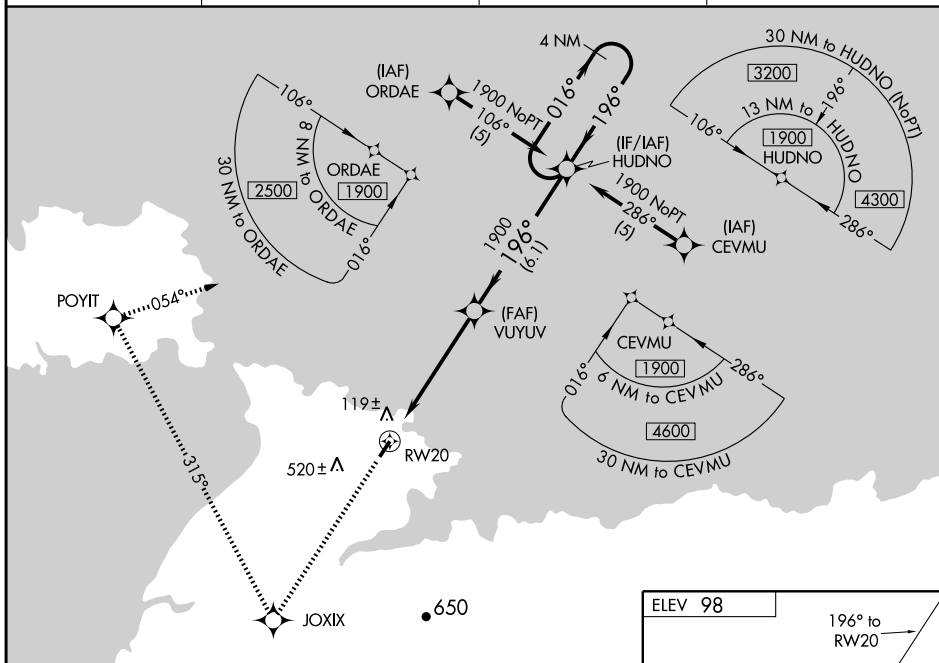 4 NM
016°
196°
(IAF)
ORDAE
1900 NoPT
106°
(5)
(IF/IAF)
HUDNO
1900 NoPT
286°
(5)
(IAF)
CEVMU
30 NM to HUDNO (NoPT)
3200
196°
13 NM to HUDNO
106°
1900
HUDNO
4300
286°
106°
8 NM to ORDAE
ORDAE
2500
1900
30 NM to ORDAE
016°
1900
196°
(6.1)
(FAF)
VUYUV
POYIT
054°
CEVMU
1900
016°
286°
6 NM to CEVMU
4600
30 NM to CEVMU
119±
RW20
520±
315°
JOXIX
650
ELEV 98
196° to
RW20